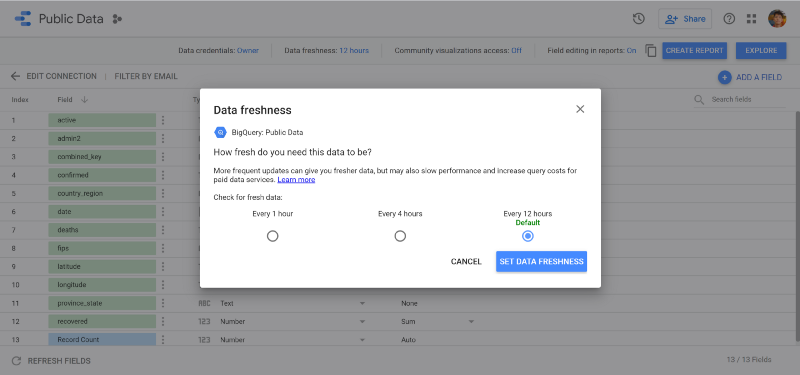 Public Data
Share
Data credentials: Owner
Data freshness: 12 hours
Community visualizations access: Off
Field editing in reports: On
CREATE REPORT
EXPLORE
EDIT CONNECTION
FILTER BY EMAIL
ADD A FIELD
Index Field
Search fields
1 active
2 admin2
3 combined_key
4 confirmed
5 country_region
6 date
7 deaths
8 fips
9 latitude
10 longitude
11 province_state ABC Text None
12 recovered 123 Number Sum
13 Record Count 123 Number Auto
REFRESH FIELDS
13 / 13 Fields
Data freshness
BigQuery: Public Data
How fresh do you need this data to be?
More frequent updates can give you fresher data, but may also slow performance and increase query costs for
paid data services. Learn more
Check for fresh data:
Every 1 hour Every 4 hours Every 12 hours
Default
CANCEL SET DATA FRESHNESS